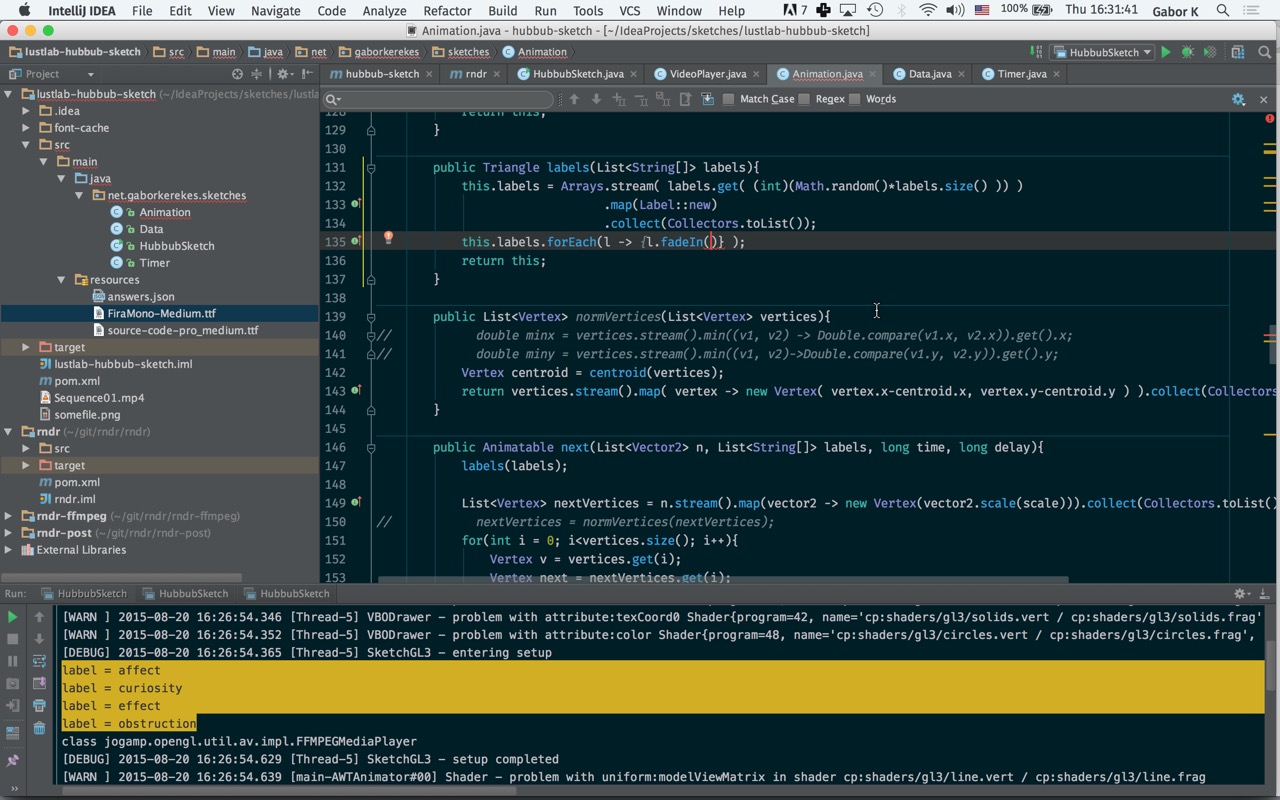 IntelliJ IDEA File Edit View Navigate Code Analyze Refactor Build Run Tools VCS Window Help 7 100% Thu 16:31:41 Gabor K
Animation.java - hubbub-sketch - [~/IdeaProjects/sketches/lustlab-hubbub-sketch]
lustlab-hubbub-sketch src main java net gaborkerekes sketches Animation HubbubSketch
Project
hubbub-sketch rndr HubbubSketch.java VideoPlayer.java Animation.java Data.java Timer.java
Match Case Regex Words
lustlab-hubbub-sketch (~/IdeaProjects/sketches/lustla
.idea
font-cache
src
main
java
net.gaborkerekes.sketches
Animation
Data
HubbubSketch
Timer
resources
answers.json
FiraMono-Medium.ttf
source-code-pro_medium.ttf
target
lustlab-hubbub-sketch.iml
pom.xml
Sequence01.mp4
somefile.png
rndr (~/git/rndr/rndr)
src
target
pom.xml
rndr.iml
rndr-ffmpeg (~/git/rndr/rndr-ffmpeg)
rndr-post (~/git/rndr/rndr-post)
External Libraries
128 return this;
129 }
130
131 public Triangle labels(List<String[]> labels){
132 this.labels = Arrays.stream( labels.get( (int)(Math.random()*labels.size() )) )
133 .map(Label::new)
134 .collect(Collectors.toList());
135 this.labels.forEach(l -> {l.fadeIn()} );
136 return this;
137 }
138
139 public List<Vertex> normVertices(List<Vertex> vertices){
140 // double minx = vertices.stream().min((v1, v2) -> Double.compare(v1.x, v2.x)).get().x;
141 // double miny = vertices.stream().min((v1, v2)->Double.compare(v1.y, v2.y)).get().y;
142 Vertex centroid = centroid(vertices);
143 return vertices.stream().map( vertex -> new Vertex( vertex.x-centroid.x, vertex.y-centroid.y ) ).collect(Collectors
144 }
145
146 public Animatable next(List<Vector2> n, List<String[]> labels, long time, long delay){
147 labels(labels);
148
149 List<Vertex> nextVertices = n.stream().map(vector2 -> new Vertex(vector2.scale(scale))).collect(Collectors.toList()
150 // nextVertices = normVertices(nextVertices);
151 for(int i = 0; i<vertices.size(); i++){
152 Vertex v = vertices.get(i);
153 Vertex next = nextVertices.get(i);
Run: HubbubSketch HubbubSketch HubbubSketch
[WARN ] 2015-08-20 16:26:54.346 [Thread-5] VBODrawer – problem with attribute:texCoord0 Shader{program=42, name='cp:shaders/gl3/solids.vert / cp:shaders/gl3/solids.frag'
[WARN ] 2015-08-20 16:26:54.352 [Thread-5] VBODrawer – problem with attribute:color Shader{program=48, name='cp:shaders/gl3/circles.vert / cp:shaders/gl3/circles.frag',
[DEBUG] 2015-08-20 16:26:54.365 [Thread-5] SketchGL3 – entering setup
label = affect
label = curiosity
label = effect
label = obstruction
class jogamp.opengl.util.av.impl.FFMPEGMediaPlayer
[DEBUG] 2015-08-20 16:26:54.629 [Thread-5] SketchGL3 – setup completed
[WARN ] 2015-08-20 16:26:54.639 [main-AWTAnimator#00] Shader – problem with uniform:modelViewMatrix in shader cp:shaders/gl3/line.vert / cp:shaders/gl3/line.frag